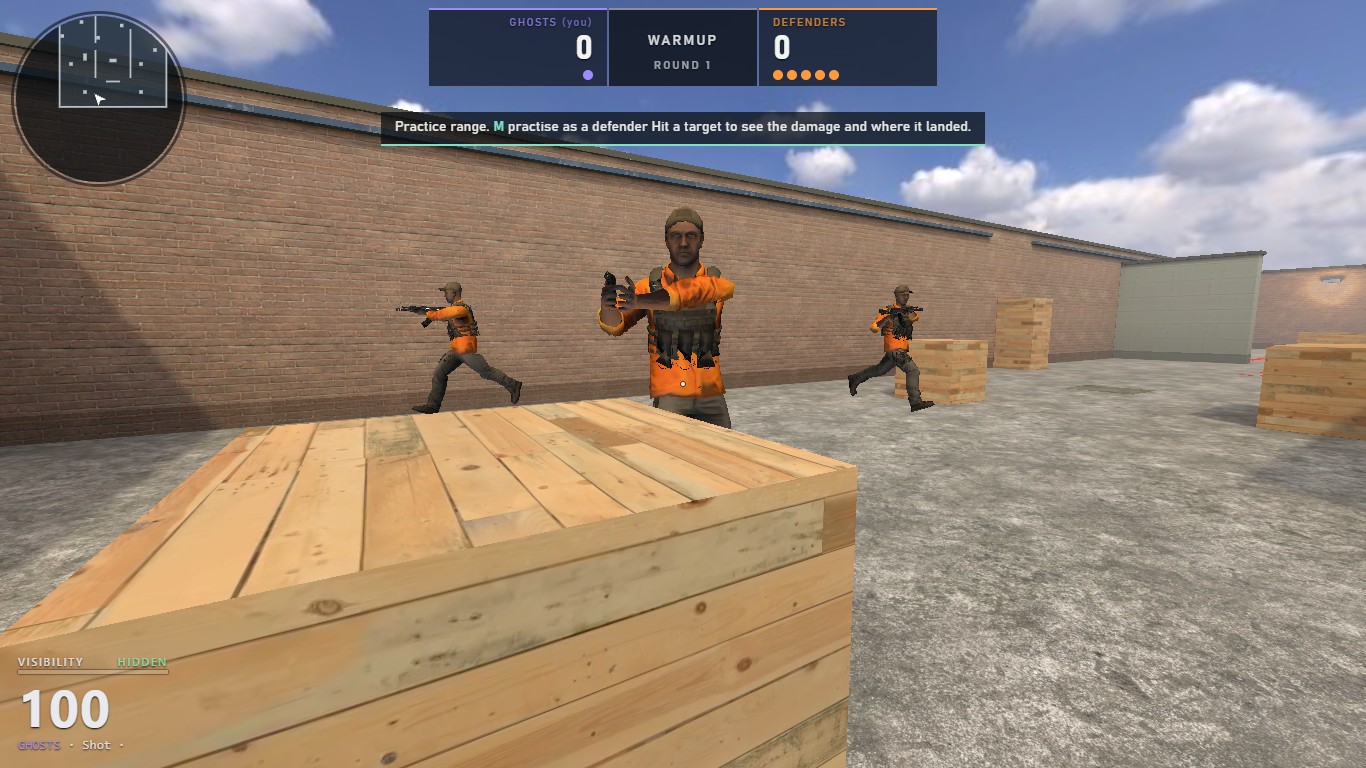 GHOSTS (you)
0
WARMUP
ROUND 1
DEFENDERS
0
Practice range. M practise as a defender Hit a target to see the damage and where it landed.
VISIBILITY HIDDEN
100
GHOSTS · Shot ·